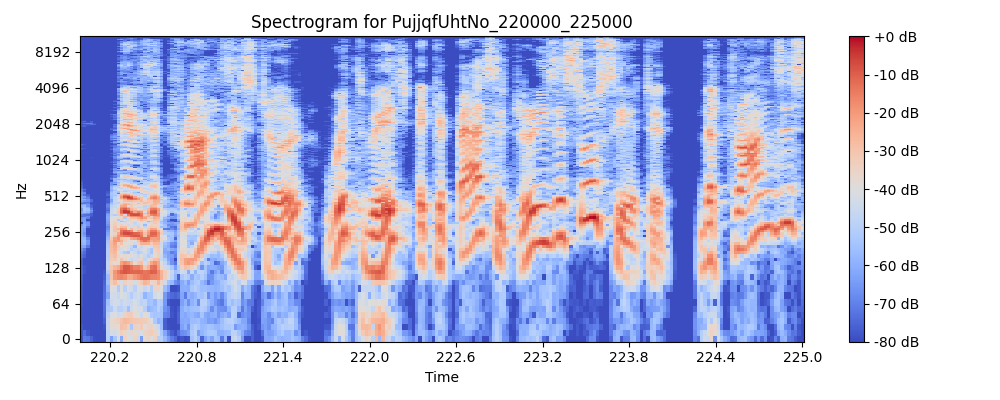 Spectrogram for PujjqfUhtNo_220000_225000
8192
4096
2048
1024
512
256
128
64
0
Hz
220.2 220.8 221.4 222.0 222.6 223.2 223.8 224.4 225.0
Time
+0 dB
-10 dB
-20 dB
-30 dB
-40 dB
-50 dB
-60 dB
-70 dB
-80 dB